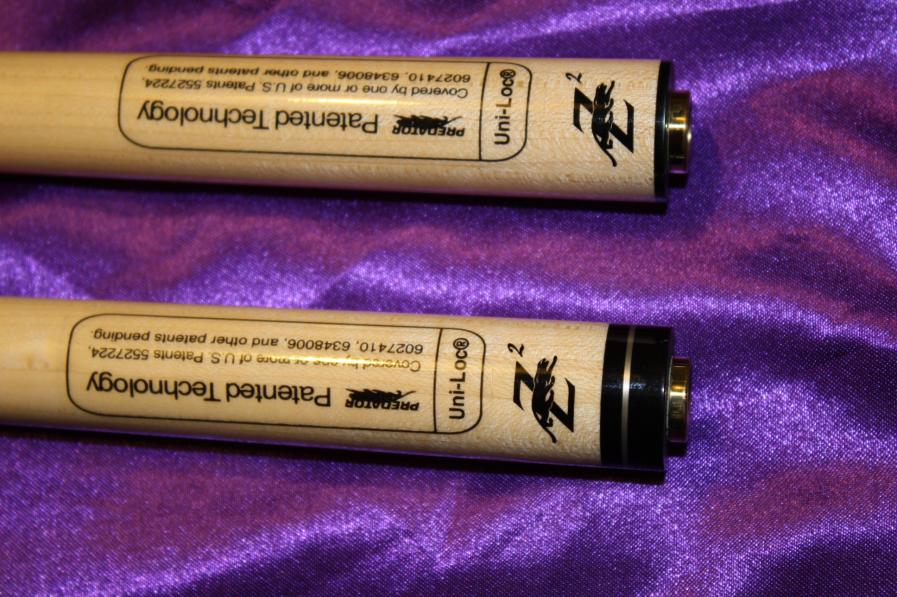 PREDATOR Patented Technology
Covered by one or more of U.S. Patents 5527224,
6027410, 6348006, and other patents pending.
Uni-Loc®
Z2
PREDATOR Patented Technology
Covered by one or more of U.S. Patents 5527224,
6027410, 6348006, and other patents pending.
Uni-Loc®
Z2